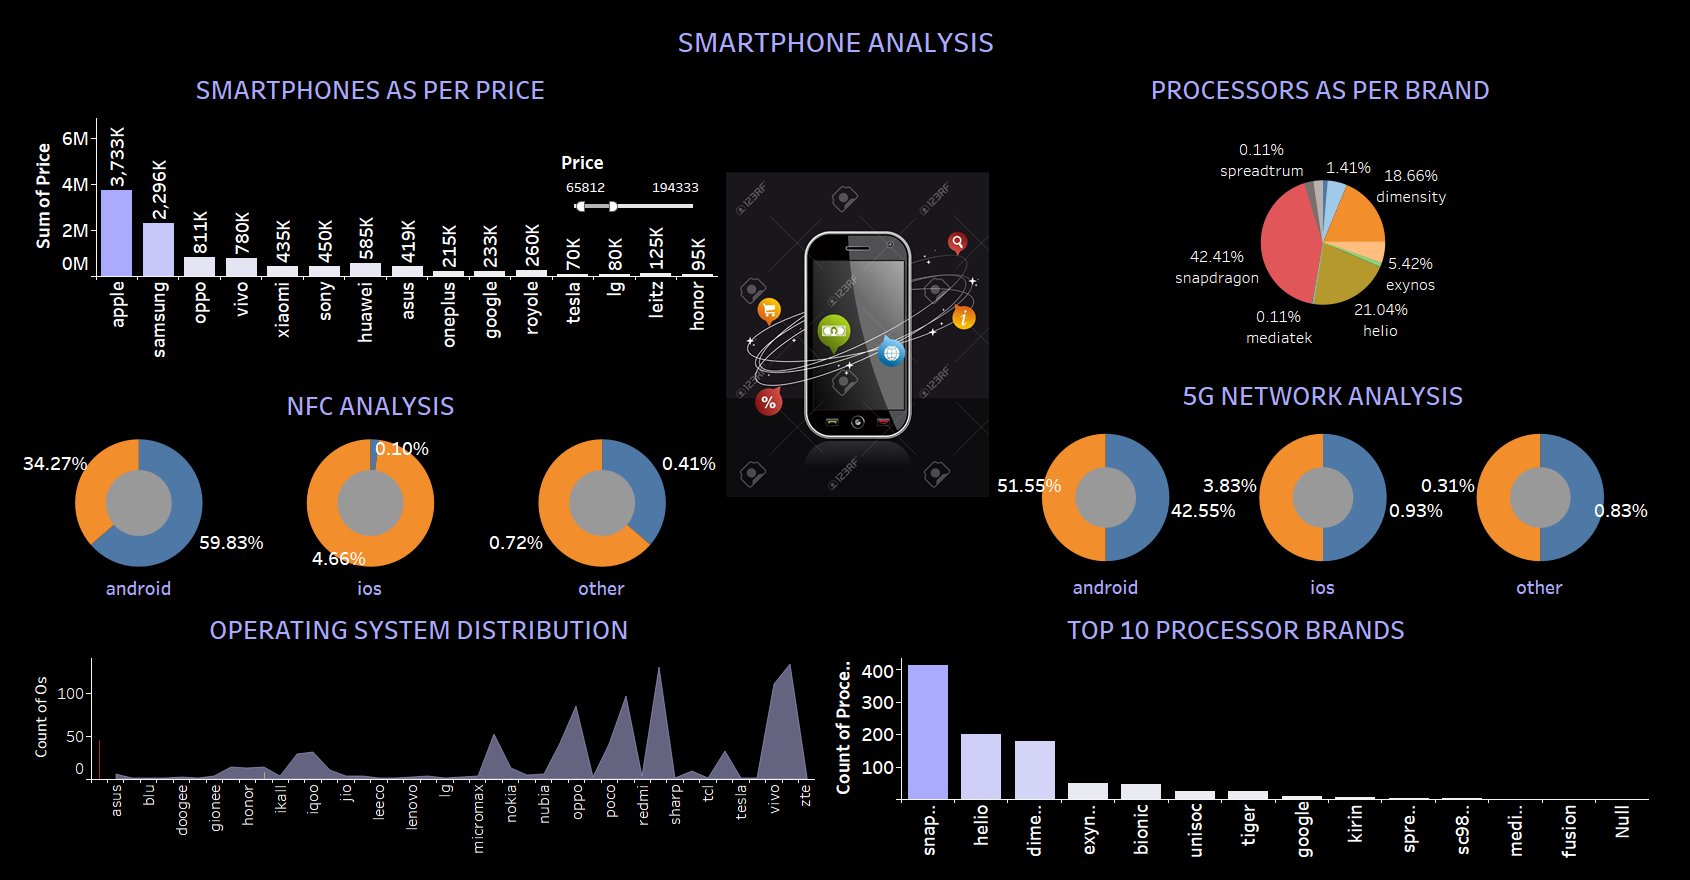 SMARTPHONE ANALYSIS
SMARTPHONES AS PER PRICE
Sum of Price
6M
4M
2M
0M
3,733K
2,296K
811K
780K
435K
450K
585K
419K
215K
233K
260K
70K
80K
125K
95K
apple
samsung
oppo
vivo
xiaomi
sony
huawei
asus
oneplus
google
royole
tesla
lg
leitz
honor
Price
65812 194333
123RF
123RF
123RF
123RF
123RF
123RF
123RF
%
i
PROCESSORS AS PER BRAND
0.11%
spreadtrum
1.41%
18.66%
dimensity
42.41%
snapdragon
5.42%
exynos
0.11%
mediatek
21.04%
helio
NFC ANALYSIS
34.27%
59.83%
android
0.10%
4.66%
ios
0.41%
0.72%
other
5G NETWORK ANALYSIS
51.55%
42.55%
android
3.83%
0.93%
ios
0.31%
0.83%
other
OPERATING SYSTEM DISTRIBUTION
Count of Os
100
50
0
asus
blu
doogee
gionee
honor
ikall
iqoo
jio
leeco
lenovo
lg
micromax
nokia
nubia
oppo
poco
redmi
sharp
tcl
tesla
vivo
zte
TOP 10 PROCESSOR BRANDS
Count of Proce..
400
300
200
100
snap..
helio
dime..
exyn..
bionic
unisoc
tiger
google
kirin
spre..
sc98..
medi..
fusion
Null